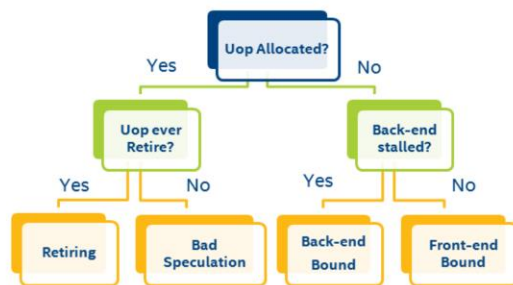 Uop Allocated?
Yes
No
Uop ever
Retire?
Back-end
stalled?
Yes
No
Yes
No
Retiring
Bad
Speculation
Back-end
Bound
Front-end
Bound